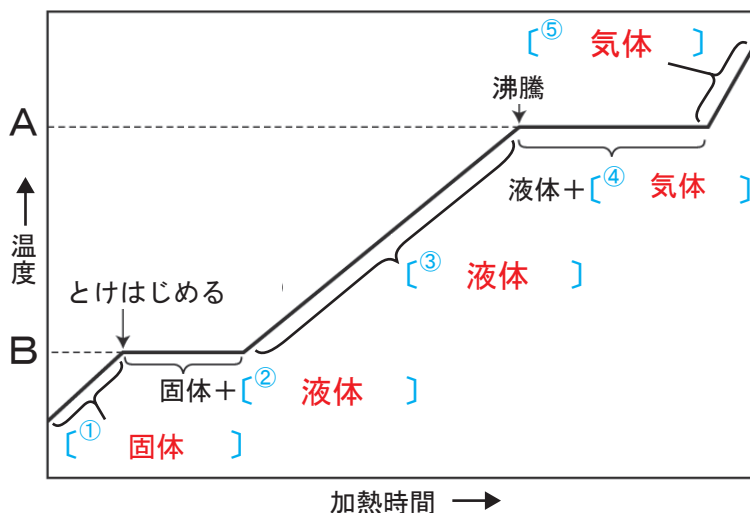 [⑤ 気体 ]
沸騰
A
液体+[④ 気体 ]
↑
温度
[③ 液体 ]
とけはじめる
B
固体+[② 液体 ]
[① 固体 ]
加熱時間 →